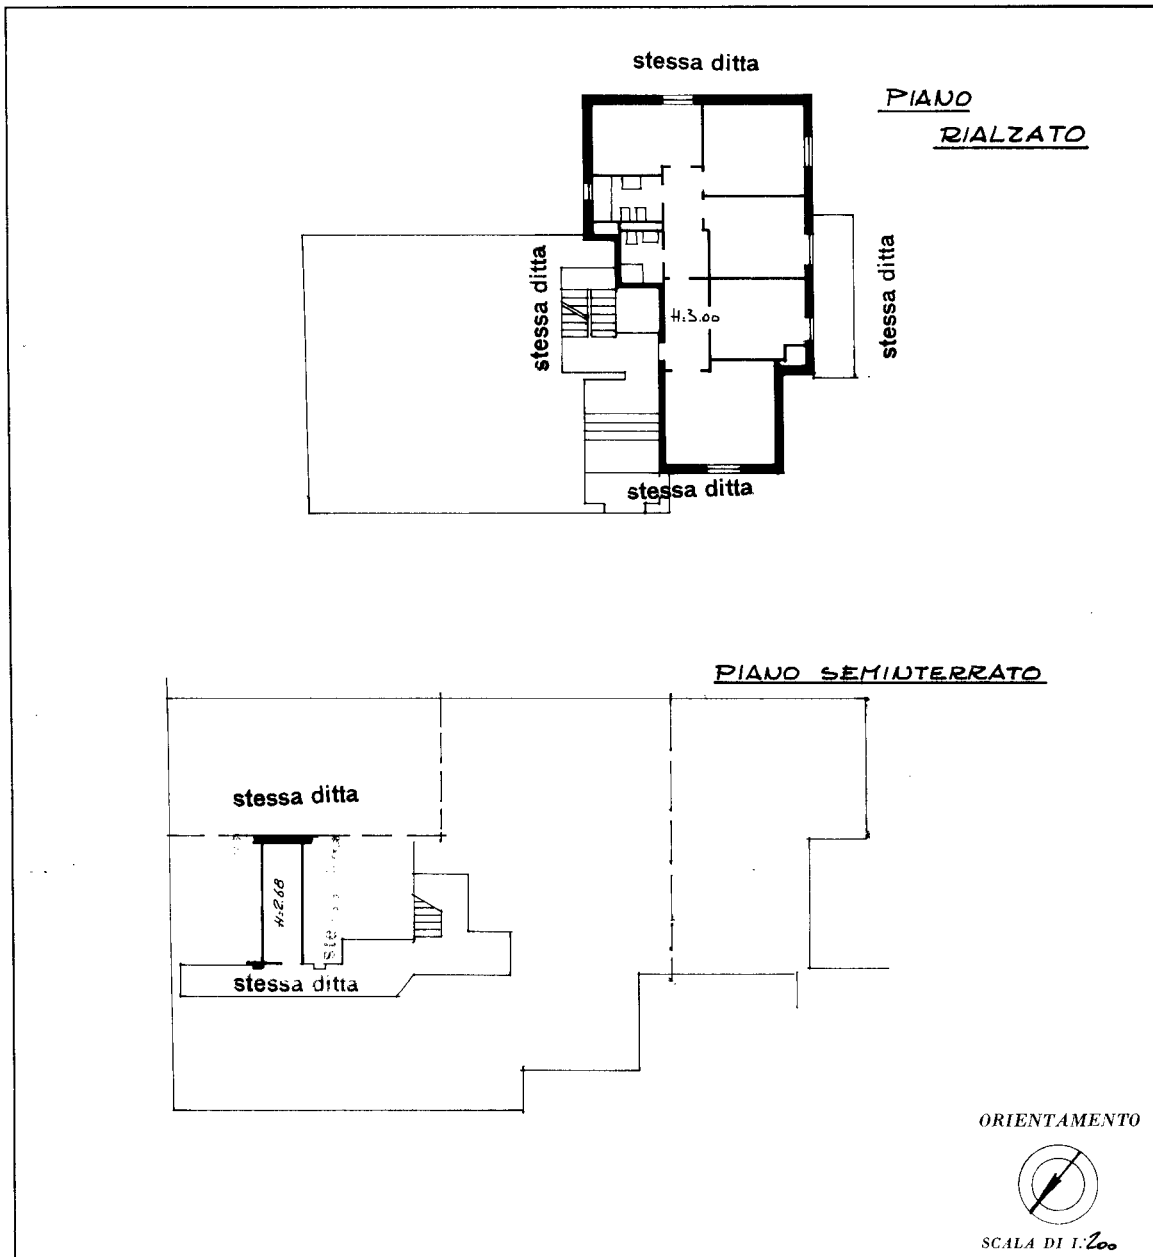 stessa ditta
PIANO
RIALZATO
stessa ditta
stessa ditta
H:3.00
stessa ditta
PIANO SEMINTERRATO
stessa ditta
H:2.68
stessa ditta
ORIENTAMENTO
SCALA DI 1:200